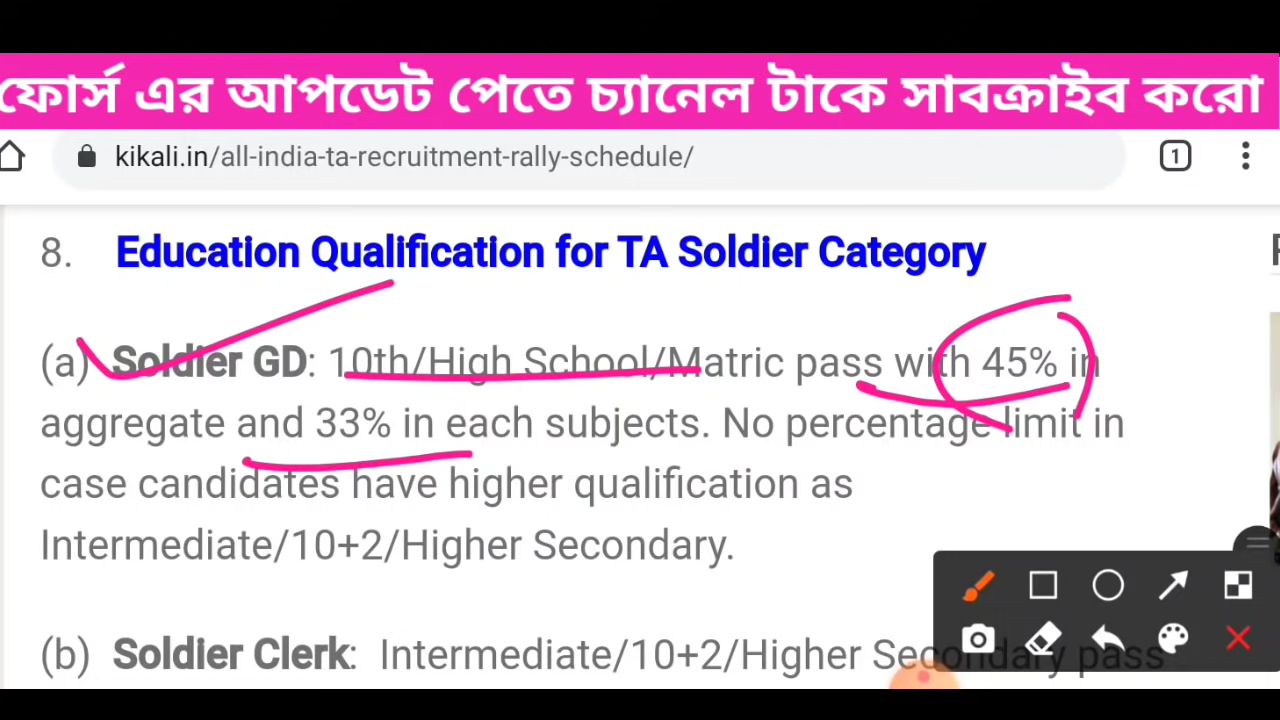 ফোর্স এর আপডেট পেতে চ্যানেল টাকে সাবক্রাইব করো
kikali.in/all-india-ta-recruitment-rally-schedule/
1
8. Education Qualification for TA Soldier Category
(a) Soldier GD: 10th/High School/Matric pass with 45% in
aggregate and 33% in each subjects. No percentage limit in
case candidates have higher qualification as
Intermediate/10+2/Higher Secondary.
(b) Soldier Clerk: Intermediate/10+2/Higher Secondary pass